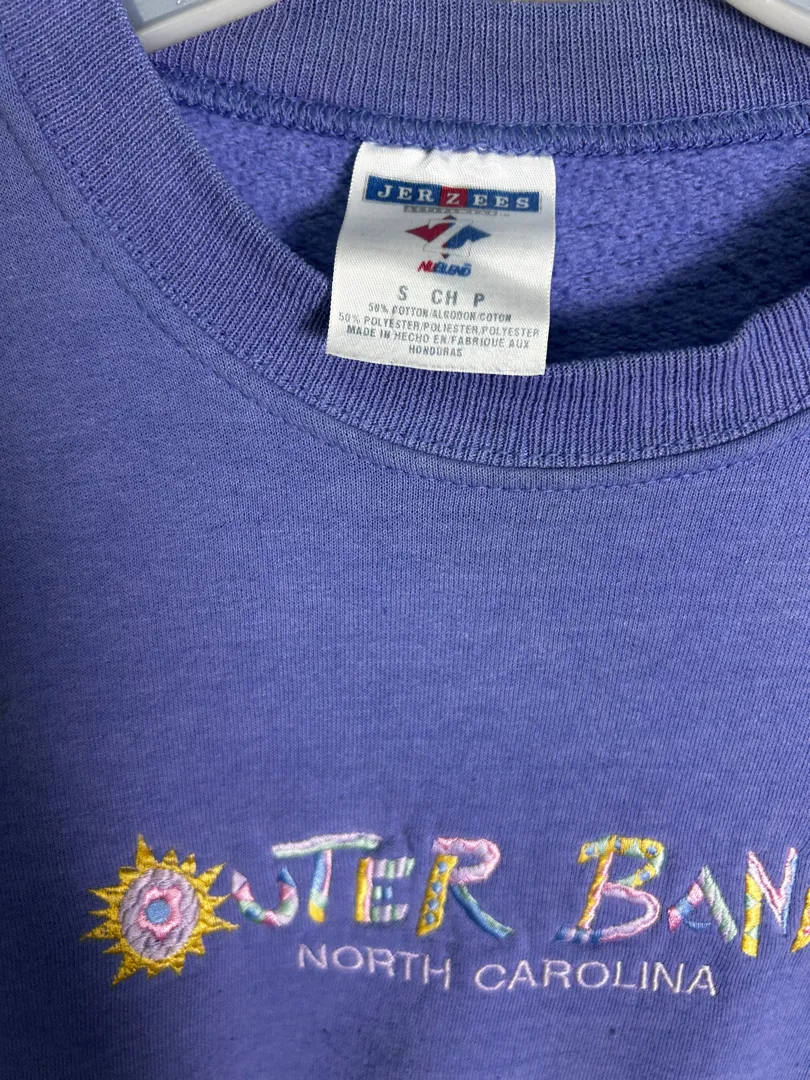 JERZEES
NuBlend
S CH P
50% COTTON/ALGODON/COTON
50% POLYESTER/POLIESTER/POLYESTER
MADE IN HECHO EN/FABRIQUE AUX
HONDURAS
OUTER BAN
NORTH CAROLINA